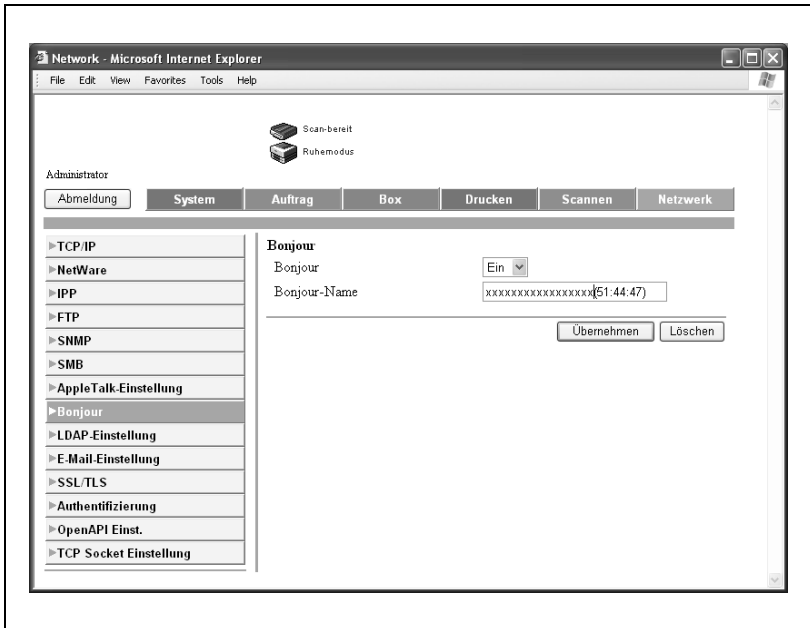 Network - Microsoft Internet Explorer
File Edit View Favorites Tools Help
Scan-bereit
Ruhemodus
Administrator
Abmeldung System Auftrag Box Drucken Scannen Netzwerk
TCP/IP
NetWare
IPP
FTP
SNMP
SMB
AppleTalk-Einstellung
Bonjour
LDAP-Einstellung
E-Mail-Einstellung
SSL/TLS
Authentifizierung
OpenAPI Einst.
TCP Socket Einstellung
Bonjour
Bonjour Ein
Bonjour-Name xxxxxxxxxxxxxxxxx(51:44:47)
Übernehmen Löschen